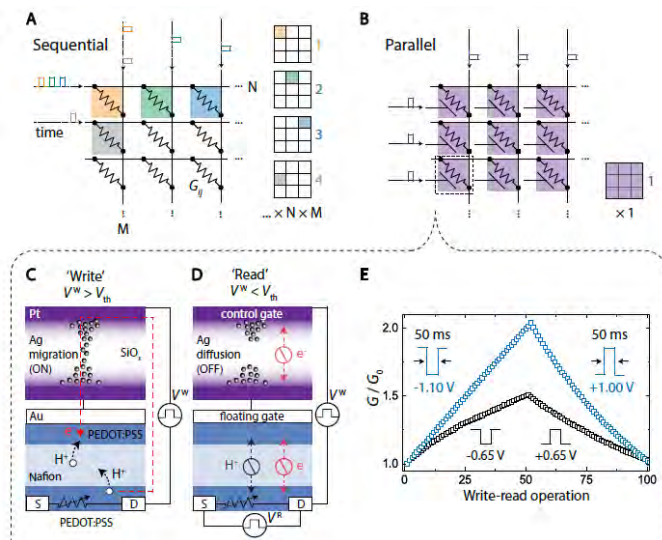 A
Sequential
time
N
M
G_ij
1
2
3
4
... × N × M
B
Parallel
1
× 1
C
'Write'
V^W > V_th
Pt
Ag
migration
(ON)
SiO_x
Au
PEDOT:PSS
H⁺
H⁺
Nafion
S
D
PEDOT:PSS
V^W
D
'Read'
V^W < V_th
control gate
Ag
diffusion
(OFF)
e⁻
floating gate
H⁺
e⁻
S
D
V^R
V^W
E
G / G_0
2.0
1.5
1.0
50 ms
-1.10 V
50 ms
+1.00 V
-0.65 V
+0.65 V
0
25
50
75
100
Write-read operation